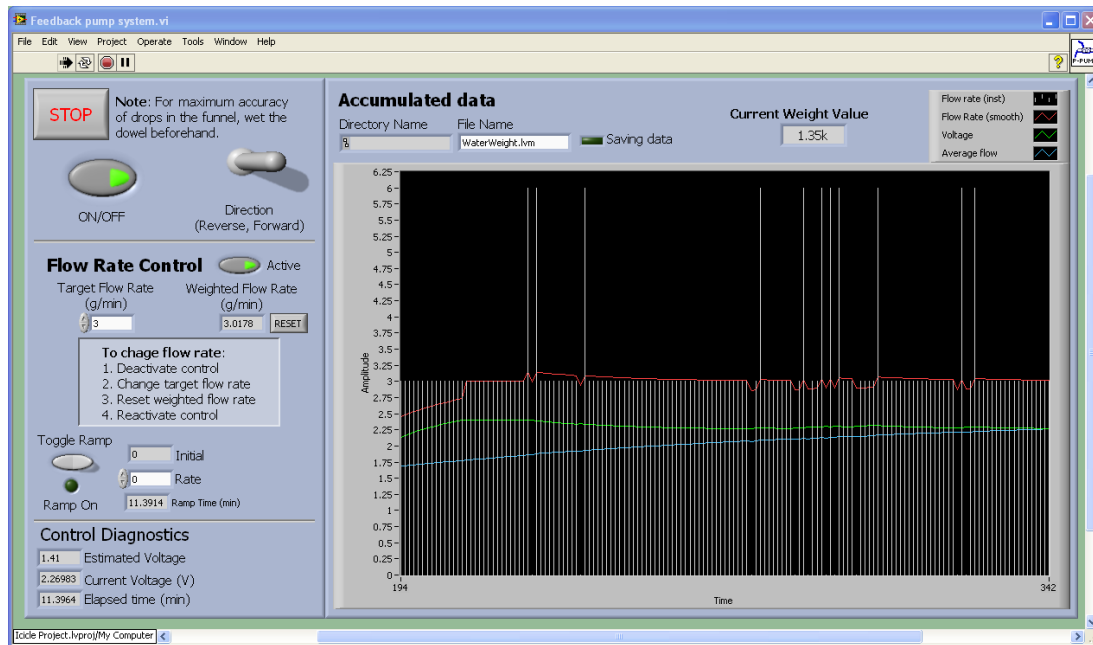 Feedback pump system.vi
File Edit View Project Operate Tools Window Help
STOP
Note: For maximum accuracy
of drops in the funnel, wet the
dowel beforehand.
ON/OFF
Direction
(Reverse, Forward)
Flow Rate Control
Active
Target Flow Rate
(g/min)
3
Weighted Flow Rate
(g/min)
3.0178
RESET
To chage flow rate:
1. Deactivate control
2. Change target flow rate
3. Reset weighted flow rate
4. Reactivate control
Toggle Ramp
0 Initial
0 Rate
Ramp On
11.3914 Ramp Time (min)
Control Diagnostics
1.41 Estimated Voltage
2.26983 Current Voltage (V)
11.3964 Elapsed time (min)
Accumulated data
Directory Name
File Name
WaterWeight.lvm
Saving data
Current Weight Value
1.35k
Flow rate (inst)
Flow Rate (smooth)
Voltage
Average flow
6.25
6
5.75
5.5
5.25
5
4.75
4.5
4.25
4
3.75
3.5
3.25
3
2.75
2.5
2.25
2
1.75
1.5
1.25
1
0.75
0.5
0.25
0
Amplitude
194
342
Time
Icicle Project.lvproj/My Computer